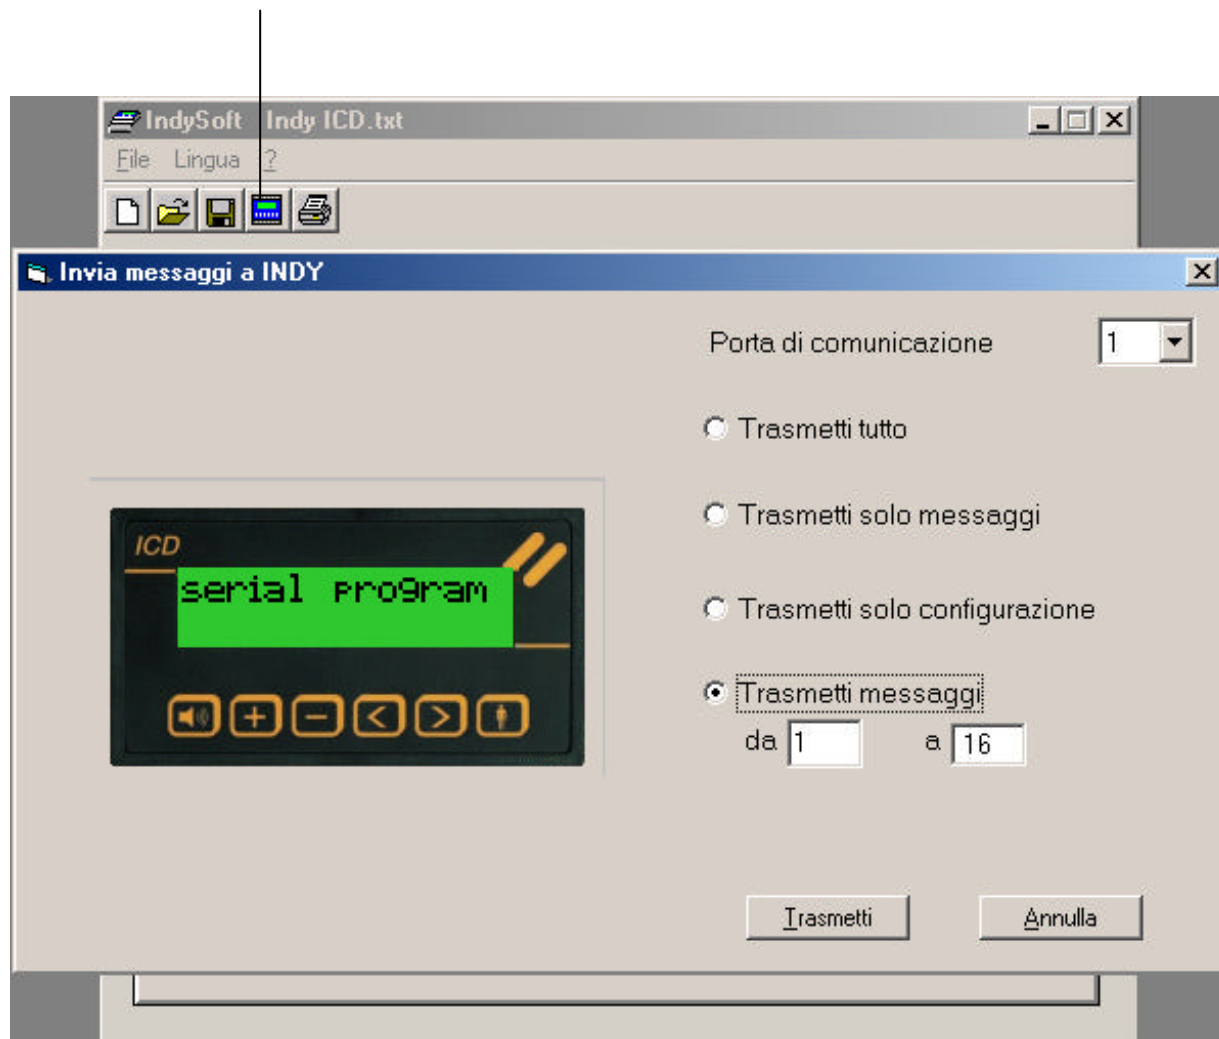 IndySoft Indy ICD.txt
File Lingua ?
Invia messaggi a INDY
Porta di comunicazione 1
Trasmetti tutto
Trasmetti solo messaggi
ICD
serial program
Trasmetti solo configurazione
Trasmetti messaggi
da 1 a 16
Trasmetti Annulla